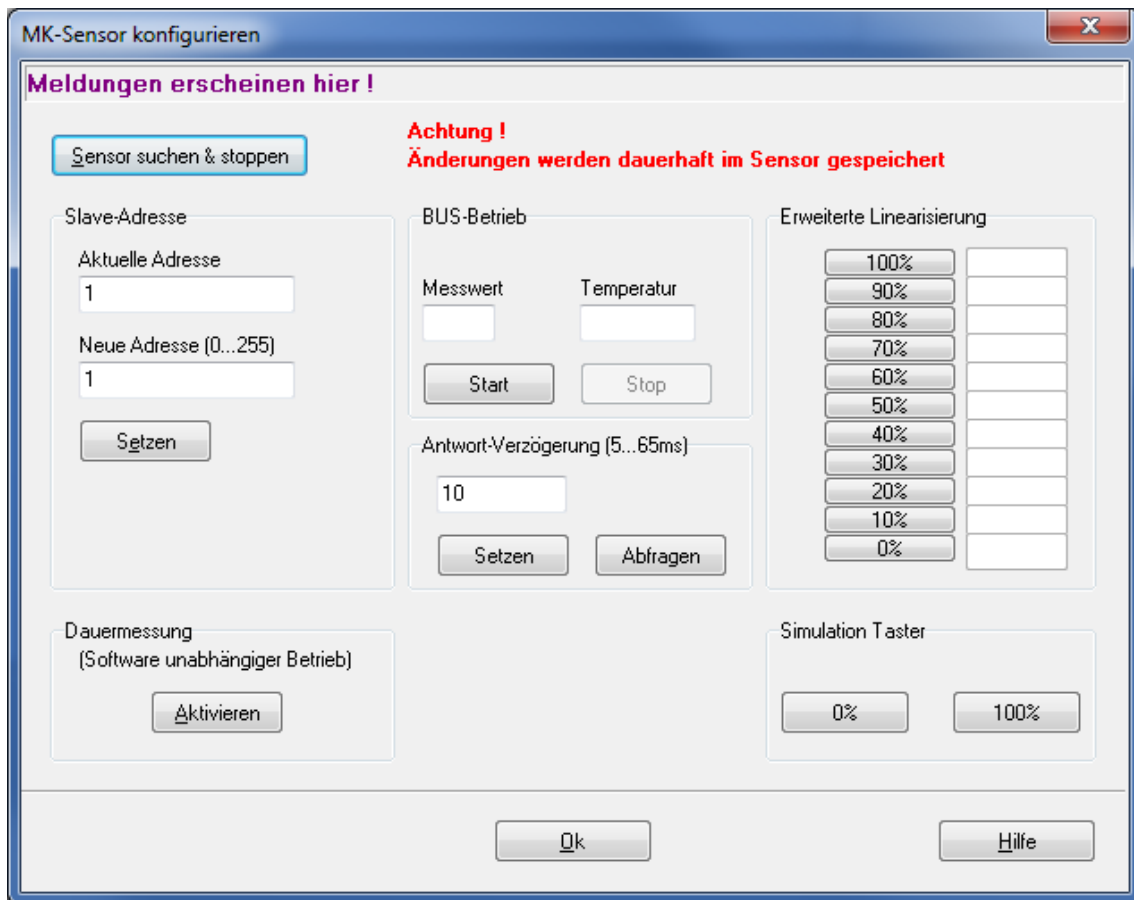 MK-Sensor konfigurieren
Meldungen erscheinen hier !
Sensor suchen & stoppen
Achtung !
Änderungen werden dauerhaft im Sensor gespeichert
Slave-Adresse
Aktuelle Adresse
1
Neue Adresse (0...255)
1
Setzen
BUS-Betrieb
Messwert
Temperatur
Start
Stop
Antwort-Verzögerung (5...65ms)
10
Setzen
Abfragen
Erweiterte Linearisierung
100%
90%
80%
70%
60%
50%
40%
30%
20%
10%
0%
Dauermessung
(Software unabhängiger Betrieb)
Aktivieren
Simulation Taster
0%
100%
Ok
Hilfe